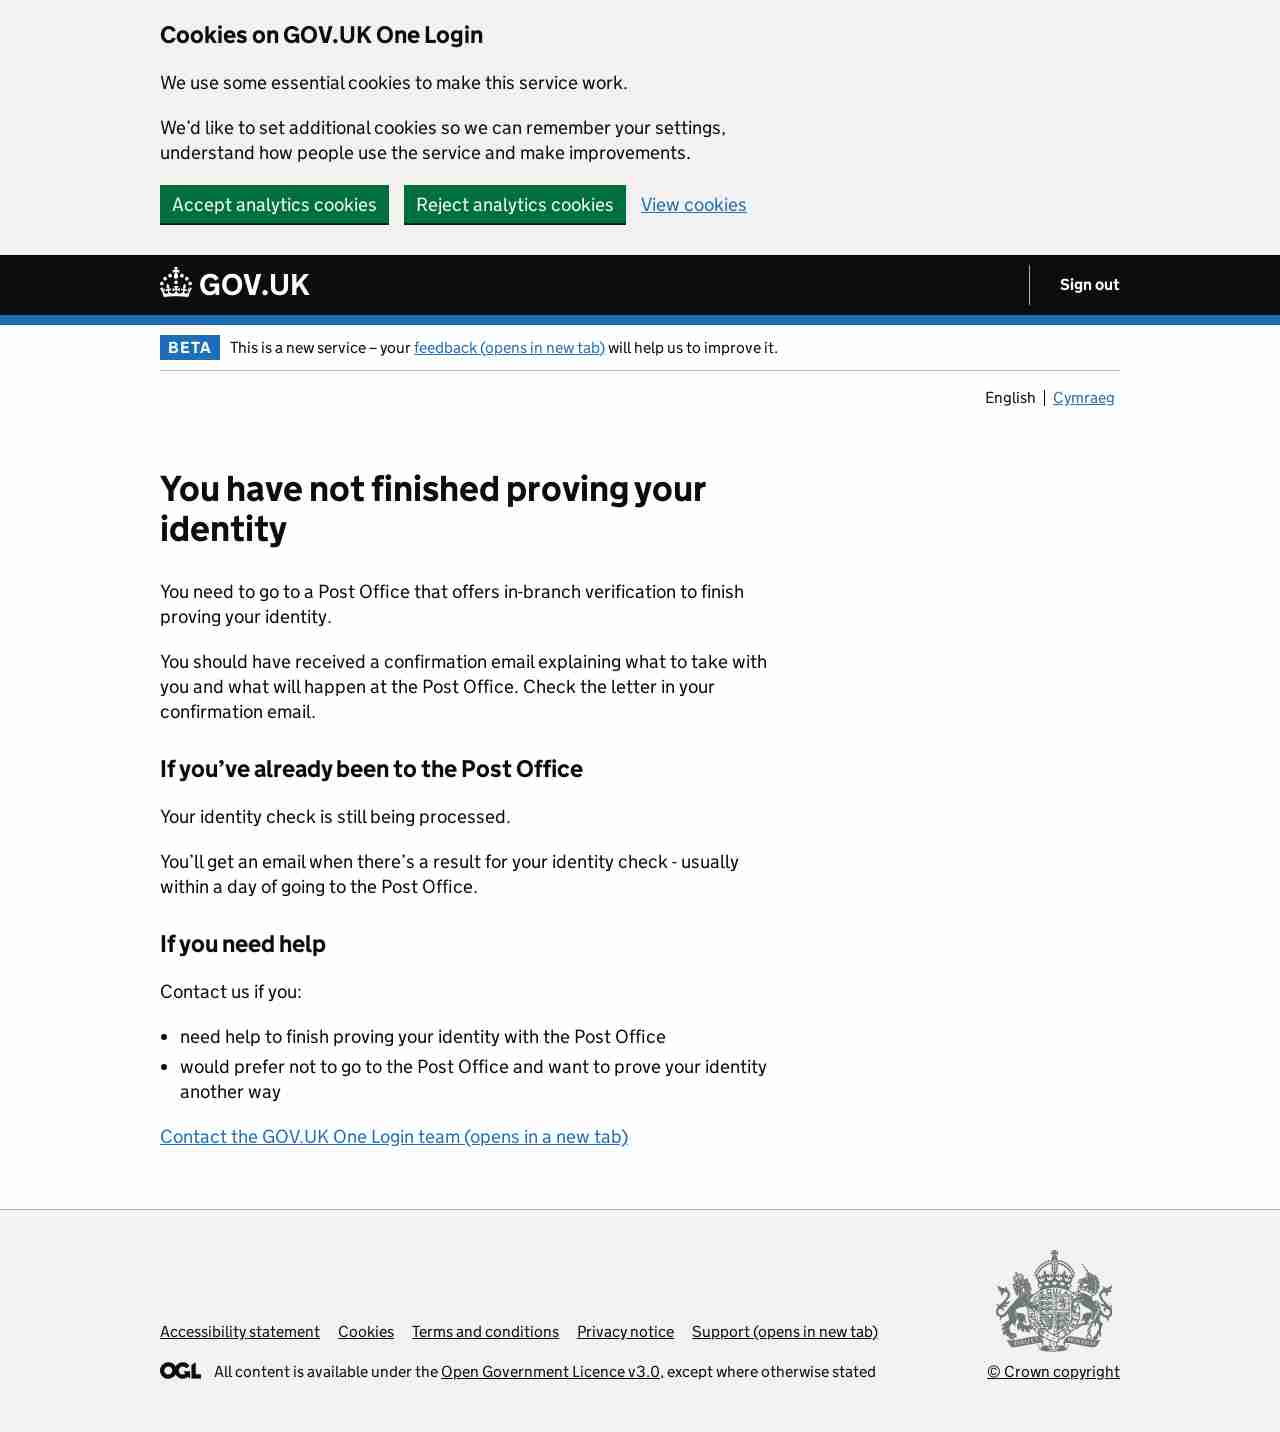 Cookies on GOV.UK One Login
We use some essential cookies to make this service work.
We’d like to set additional cookies so we can remember your settings,
understand how people use the service and make improvements.
Accept analytics cookies Reject analytics cookies View cookies
GOV.UK Sign out
BETA This is a new service – your feedback (opens in new tab) will help us to improve it.
English Cymraeg
You have not finished proving your
identity
You need to go to a Post Office that offers in-branch verification to finish
proving your identity.
You should have received a confirmation email explaining what to take with
you and what will happen at the Post Office. Check the letter in your
confirmation email.
If you’ve already been to the Post Office
Your identity check is still being processed.
You’ll get an email when there’s a result for your identity check - usually
within a day of going to the Post Office.
If you need help
Contact us if you:
• need help to finish proving your identity with the Post Office
• would prefer not to go to the Post Office and want to prove your identity
another way
Contact the GOV.UK One Login team (opens in a new tab)
Accessibility statement Cookies Terms and conditions Privacy notice Support (opens in new tab)
OGL All content is available under the Open Government Licence v3.0, except where otherwise stated
© Crown copyright